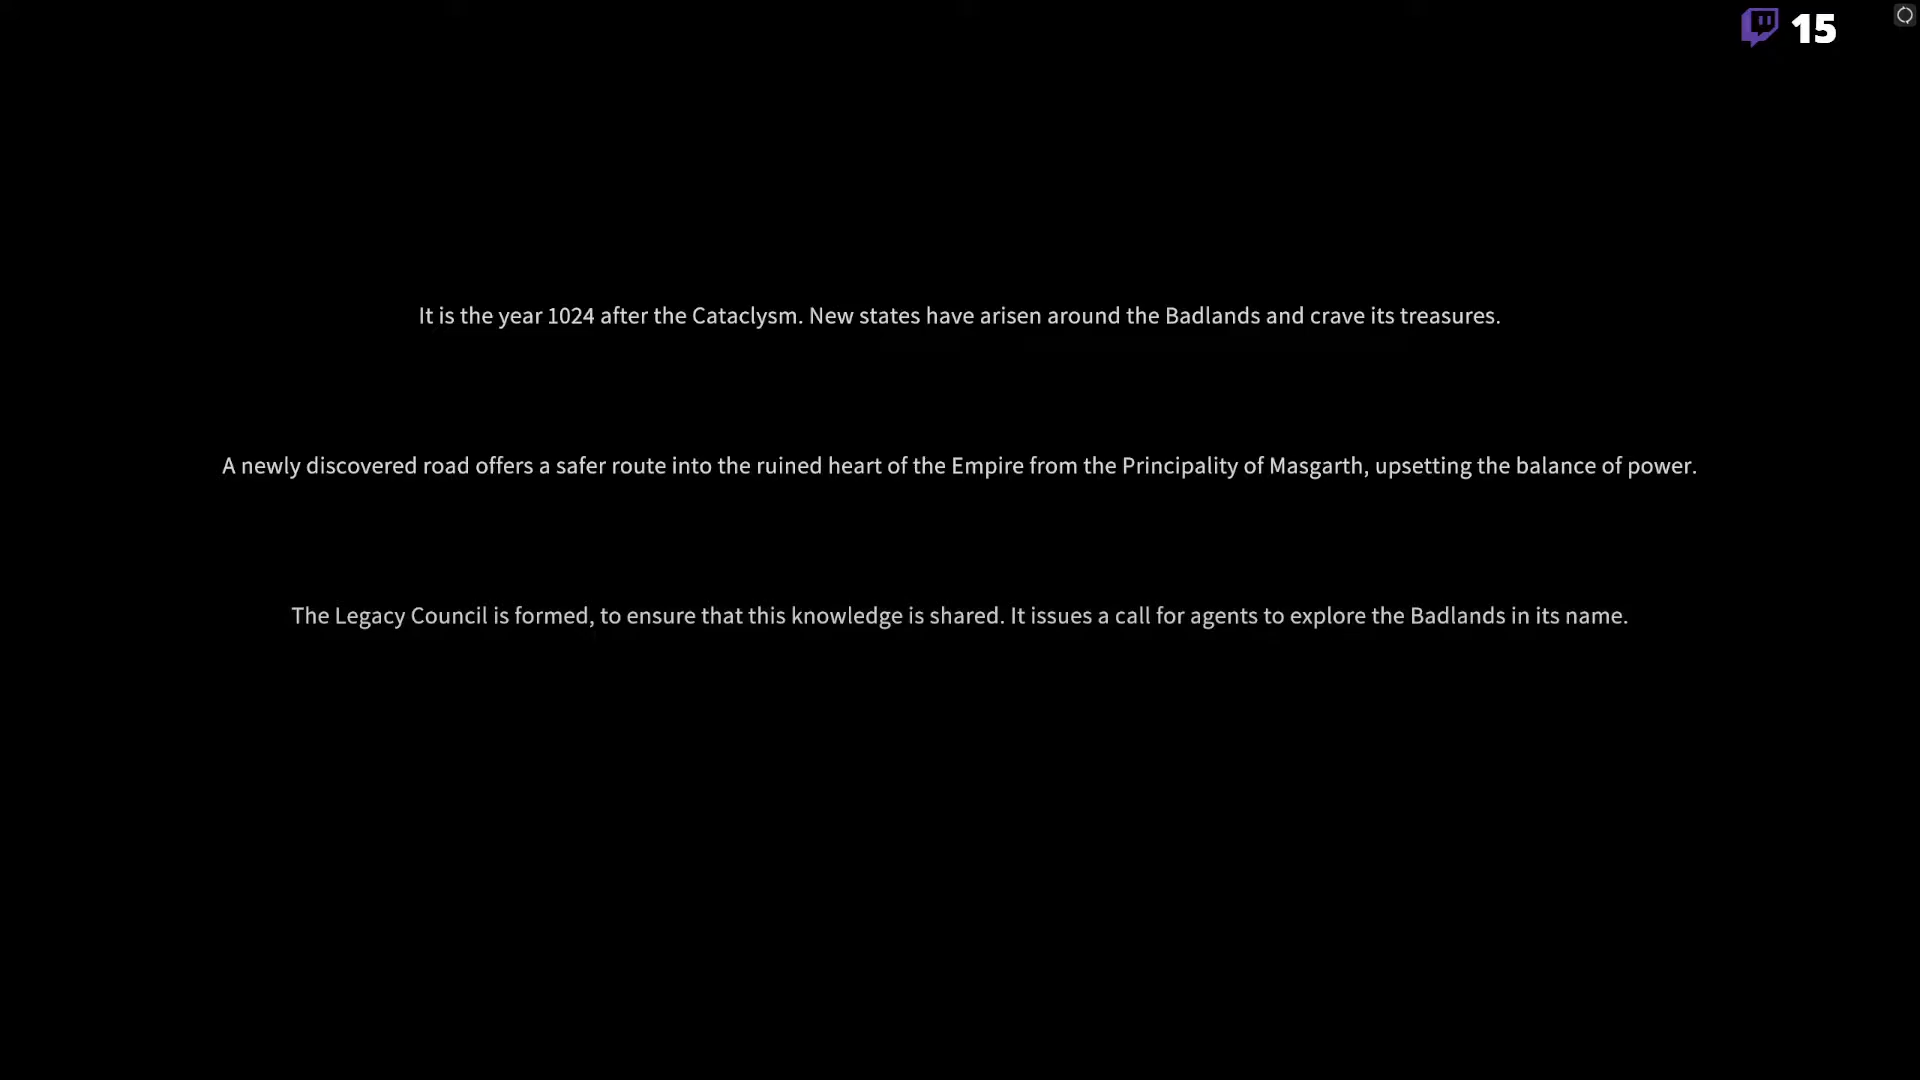 15
It is the year 1024 after the Cataclysm. New states have arisen around the Badlands and crave its treasures.
A newly discovered road offers a safer route into the ruined heart of the Empire from the Principality of Masgarth, upsetting the balance of power.
The Legacy Council is formed, to ensure that this knowledge is shared. It issues a call for agents to explore the Badlands in its name.